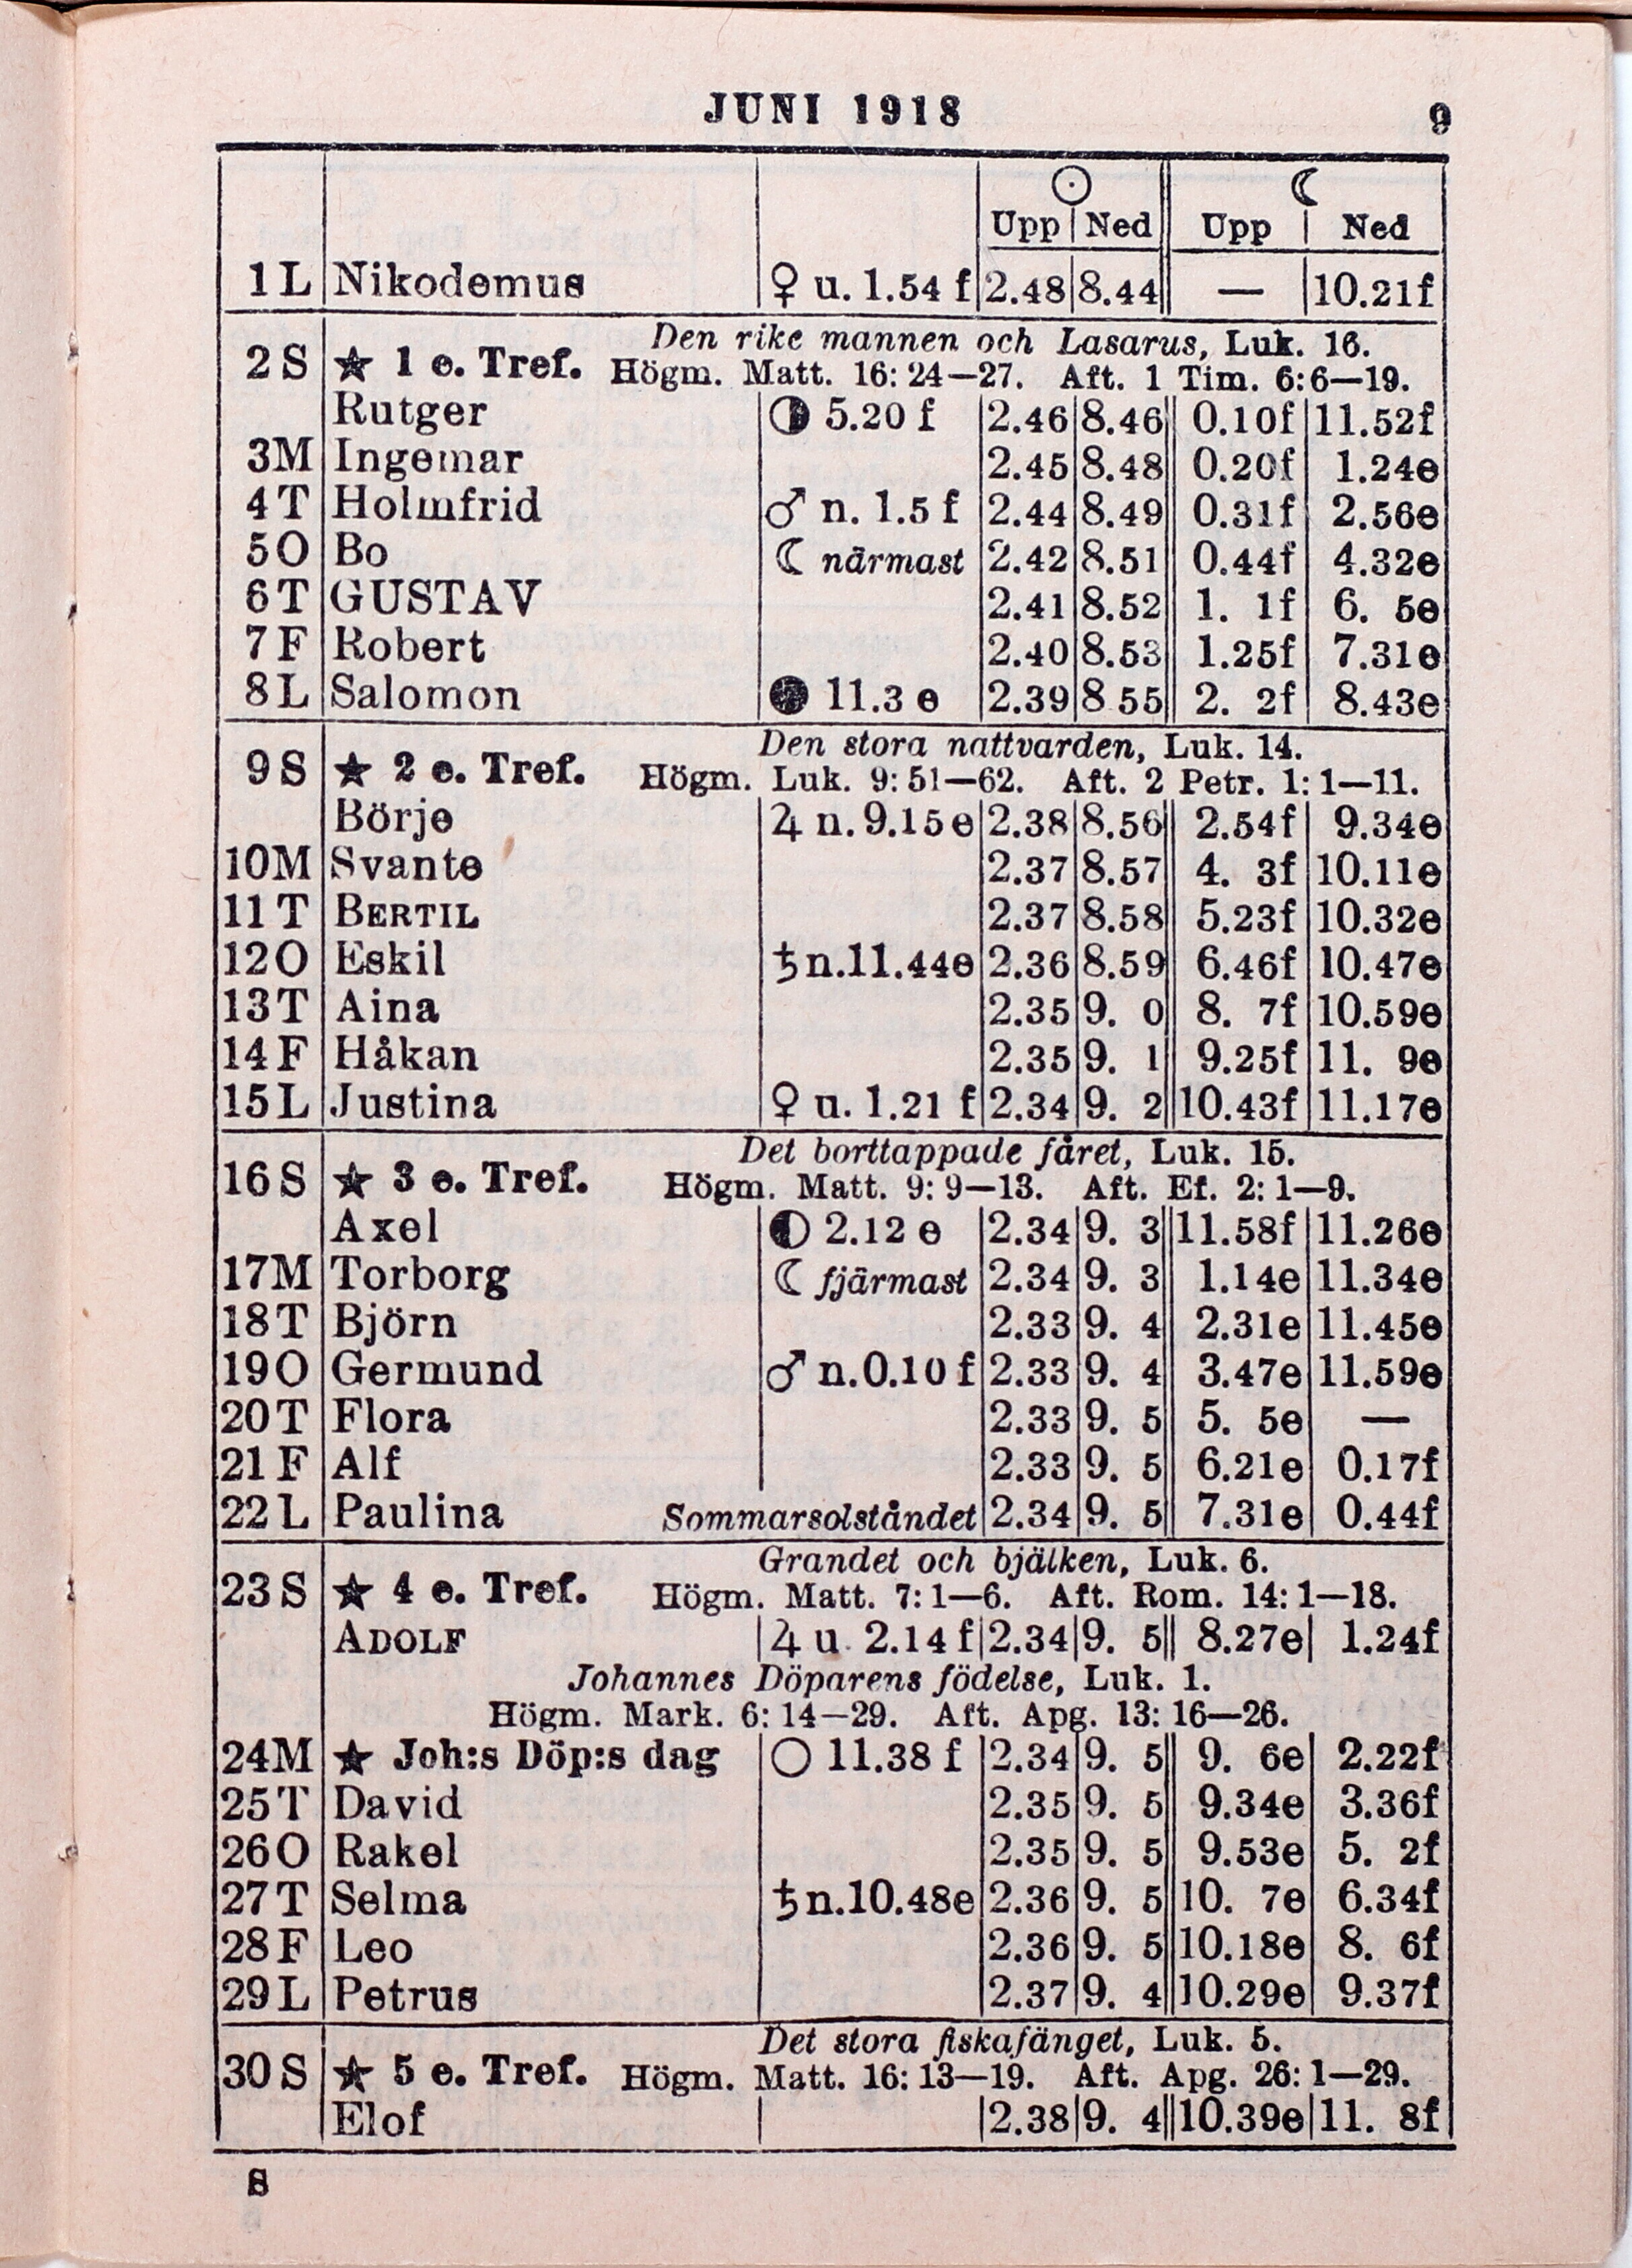 JUNI 1918 9
☉ ☾
Upp Ned Upp Ned
1 L Nikodemus ♀ u. 1.54 f 2.48 8.44 — 10.21f
Den rike mannen och Lasarus, Luk. 16.
2 S ★ 1 e. Tref. Högm. Matt. 16: 24—27. Aft. 1 Tim. 6: 6—19.
Rutger 🌗 5.20 f 2.46 8.46 0.10f 11.52f
3M Ingemar 2.45 8.48 0.20f 1.24e
4 T Holmfrid ♂ n. 1.5 f 2.44 8.49 0.31f 2.56e
5 O Bo ☾ närmast 2.42 8.51 0.44f 4.32e
6 T GUSTAV 2.41 8.52 1. 1f 6. 5e
7 F Robert 2.40 8.53 1.25f 7.31e
8 L Salomon ● 11.3 e 2.39 8 55 2. 2f 8.43e
Den stora nattvarden, Luk. 14.
9 S ★ 2 e. Tref. Högm. Luk. 9: 51—62. Aft. 2 Petr. 1: 1—11.
Börje ♃ n. 9.15 e 2.38 8.56 2.54f 9.34e
10M Svante 2.37 8.57 4. 3f 10.11e
11 T BERTIL 2.37 8.58 5.23f 10.32e
12 O Eskil ♄ n.11.44e 2.36 8.59 6.46f 10.47e
13 T Aina 2.35 9. 0 8. 7f 10.59e
14 F Håkan 2.35 9. 1 9.25f 11. 9e
15 L Justina ♀ u. 1.21 f 2.34 9. 2 10.43f 11.17e
Det borttappade fåret, Luk. 15.
16 S ★ 3 e. Tref. Högm. Matt. 9: 9—13. Aft. Ef. 2: 1—9.
Axel ◐ 2.12 e 2.34 9. 3 11.58f 11.26e
17M Torborg ☾ fjärmast 2.34 9. 3 1.14e 11.34e
18 T Björn 2.33 9. 4 2.31e 11.45e
19 O Germund ♂ n. 0.10 f 2.33 9. 4 3.47e 11.59e
20 T Flora 2.33 9. 5 5. 5e —
21 F Alf 2.33 9. 5 6.21e 0.17f
22 L Paulina Sommarsolståndet 2.34 9. 5 7.31e 0.44f
Grandet och bjälken, Luk. 6.
23 S ★ 4 e. Tref. Högm. Matt. 7: 1—6. Aft. Rom. 14: 1—18.
ADOLF ♃ u. 2.14 f 2.34 9. 5 8.27e 1.24f
Johannes Döparens födelse, Luk. 1.
Högm. Mark. 6: 14—29. Aft. Apg. 13: 16—26.
24M ★ Joh:s Döp:s dag ○ 11.38 f 2.34 9. 5 9. 6e 2.22f
25 T David 2.35 9. 5 9.34e 3.36f
26 O Rakel 2.35 9. 5 9.53e 5. 2f
27 T Selma ♄ n.10.48e 2.36 9. 5 10. 7e 6.34f
28 F Leo 2.36 9. 5 10.18e 8. 6f
29 L Petrus 2.37 9. 4 10.29e 9.37f
Det stora fiskafänget, Luk. 5.
30 S ★ 5 e. Tref. Högm. Matt. 16: 13—19. Aft. Apg. 26: 1—29.
Elof 2.38 9. 4 10.39e 11. 8f
8